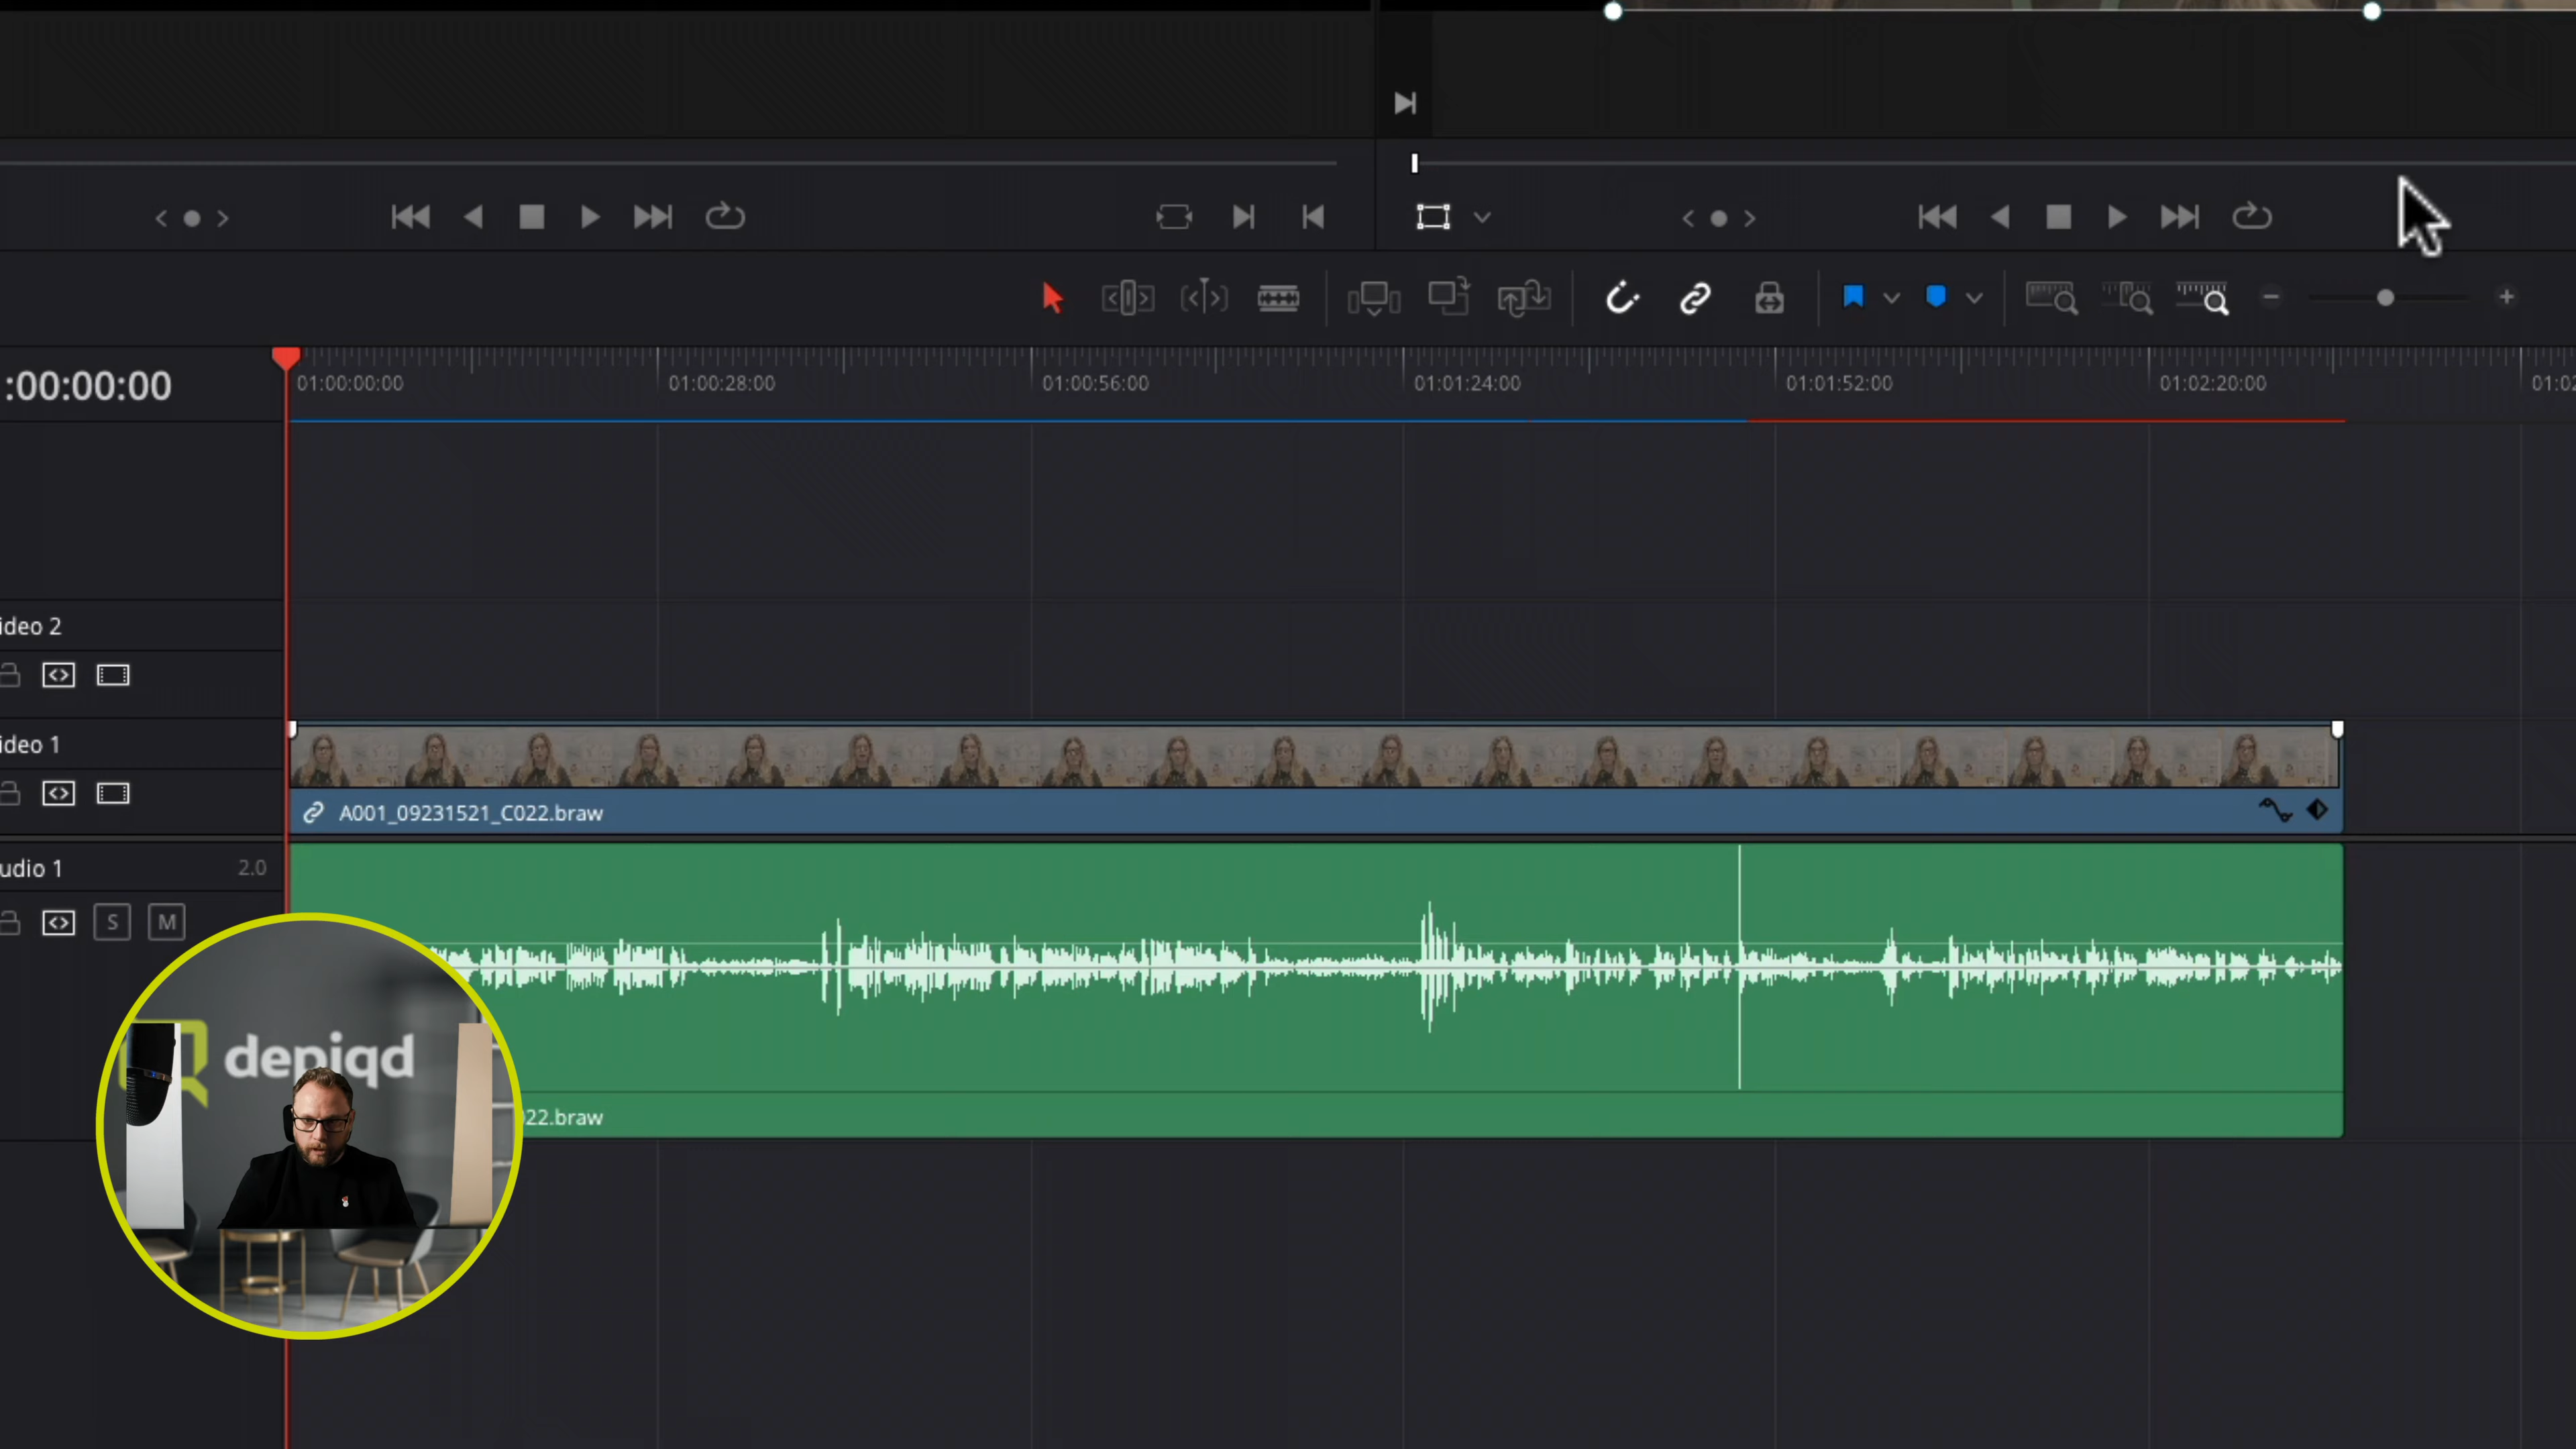 :00:00:00
01:00:00:00
01:00:28:00
01:00:56:00
01:01:24:00
01:01:52:00
01:02:20:00
01:02
ideo 2
ideo 1
A001_09231521_C022.braw
udio 1
2.0
S
M
022.braw
depiqd